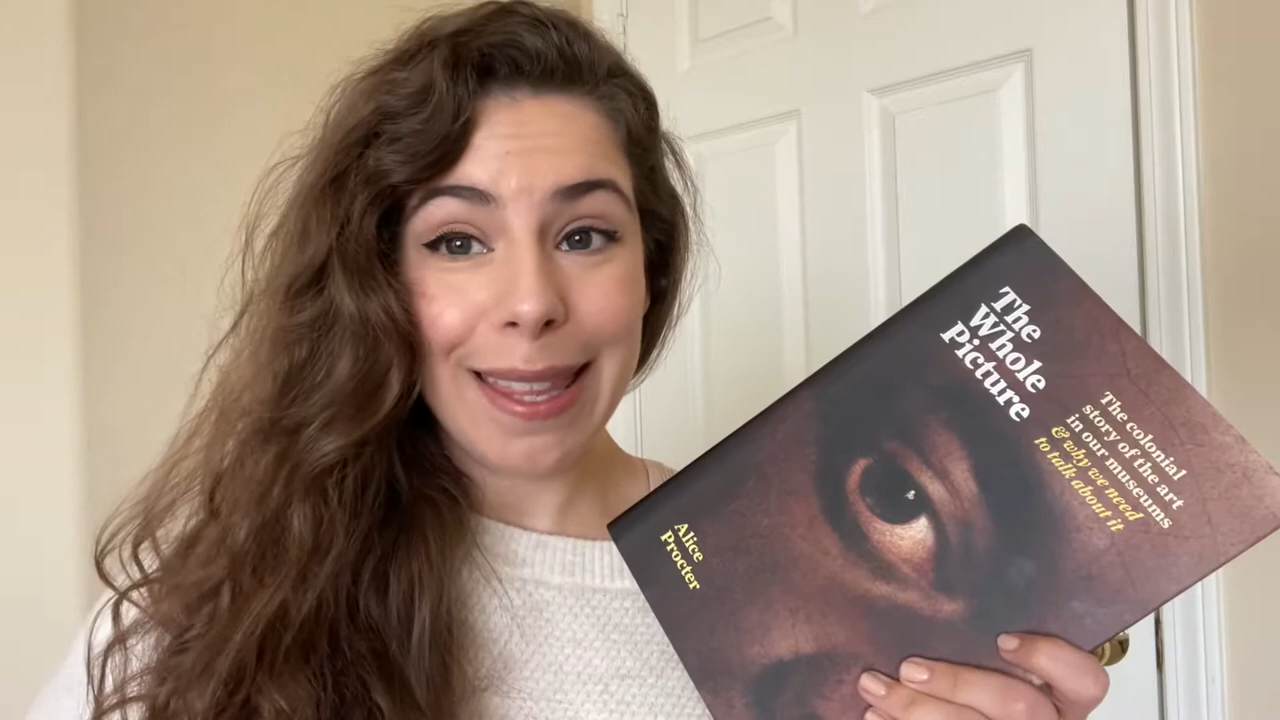 The
Whole
Picture
The colonial
story of the art
in our museums
& why we need
to talk about it
Alice
Procter